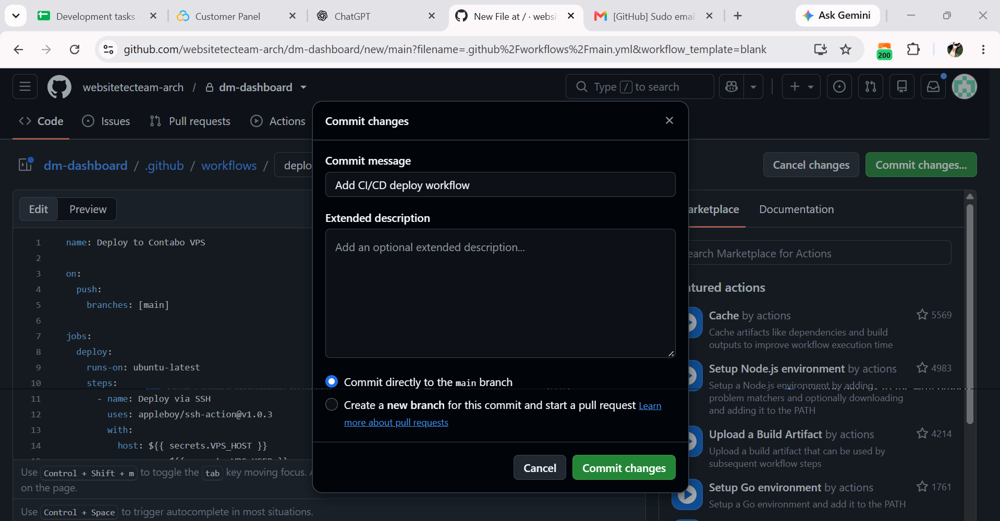 Development tasks
Customer Panel
ChatGPT
New File at / · websi
[GitHub] Sudo email
Ask Gemini
github.com/websitetecteam-arch/dm-dashboard/new/main?filename=.github%2Fworkflows%2Fmain.yml&workflow_template=blank
200
websitetecteam-arch / dm-dashboard
Type / to search
Code
Issues
Pull requests
Actions
dm-dashboard / .github / workflows /
deplo
Cancel changes
Commit changes...
Edit
Preview
1 name: Deploy to Contabo VPS
2
3 on:
4 push:
5 branches: [main]
6
7 jobs:
8 deploy:
9 runs-on: ubuntu-latest
10 steps:
11 - name: Deploy via SSH
12 uses: appleboy/ssh-action@v1.0.3
13 with:
14 host: ${{ secrets.VPS_HOST }}
Use Control + Shift + m to toggle the tab key moving focus.
on the page.
Use Control + Space to trigger autocomplete in most situations.
Commit changes
Commit message
Add CI/CD deploy workflow
Extended description
Add an optional extended description...
Commit directly to the main branch
Create a new branch for this commit and start a pull request Learn
more about pull requests
Cancel
Commit changes
arketplace
Documentation
earch Marketplace for Actions
tured actions
Cache by actions
5569
Cache artifacts like dependencies and build
outputs to improve workflow execution time
Setup Node.js environment by actions
4983
Setup a Node.js environment by adding
problem matchers and optionally downloading
and adding it to the PATH
Upload a Build Artifact by actions
4214
Upload a build artifact that can be used by
subsequent workflow steps
Setup Go environment by actions
1761
Setup a Go environment and add it to the PATH